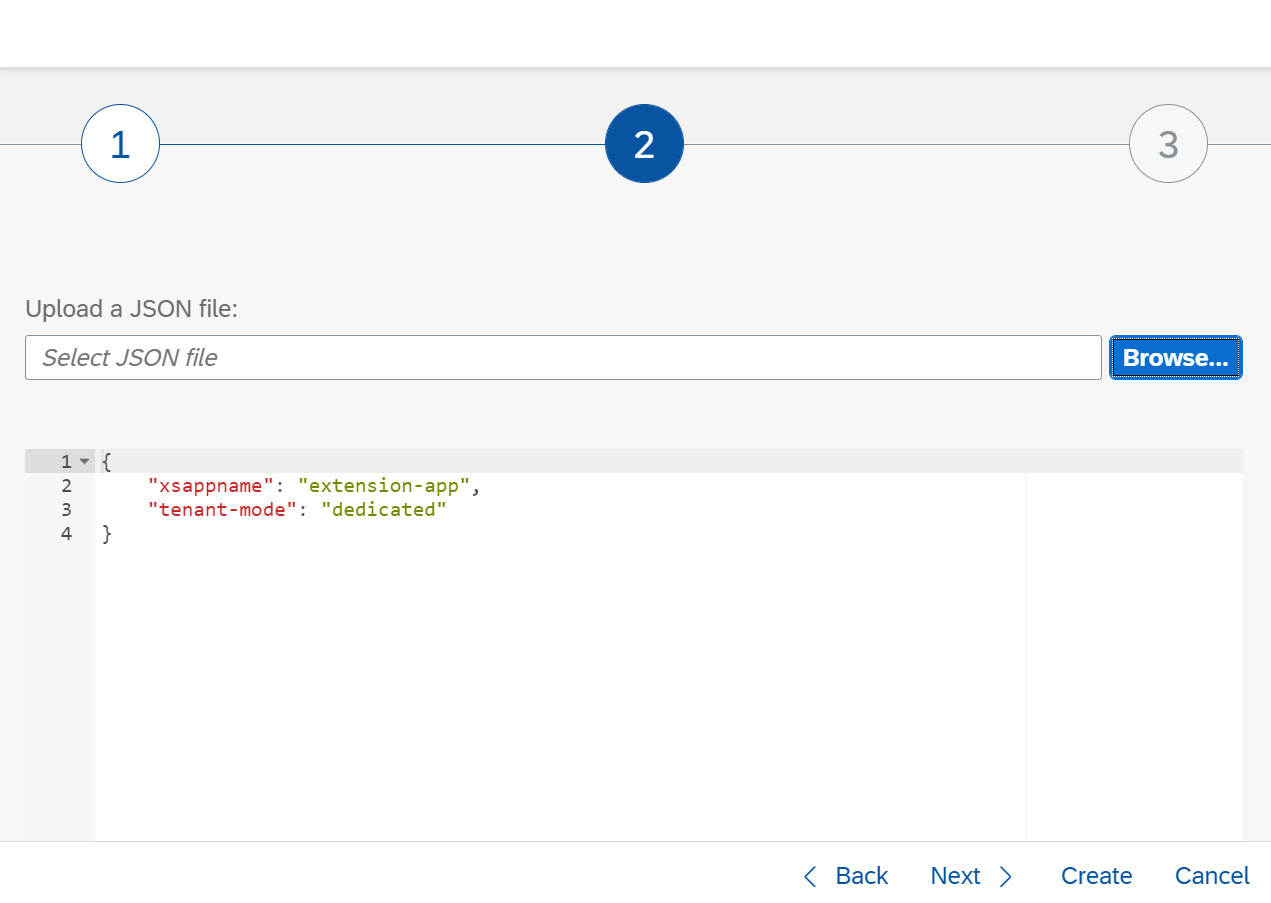 1 2 3
Upload a JSON file:
Select JSON file Browse...
1 {
2     "xsappname": "extension-app",
3     "tenant-mode": "dedicated"
4 }
Back Next Create Cancel